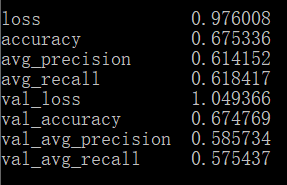 loss 0.976008
accuracy 0.675336
avg_precision 0.614152
avg_recall 0.618417
val_loss 1.049366
val_accuracy 0.674769
val_avg_precision 0.585734
val_avg_recall 0.575437